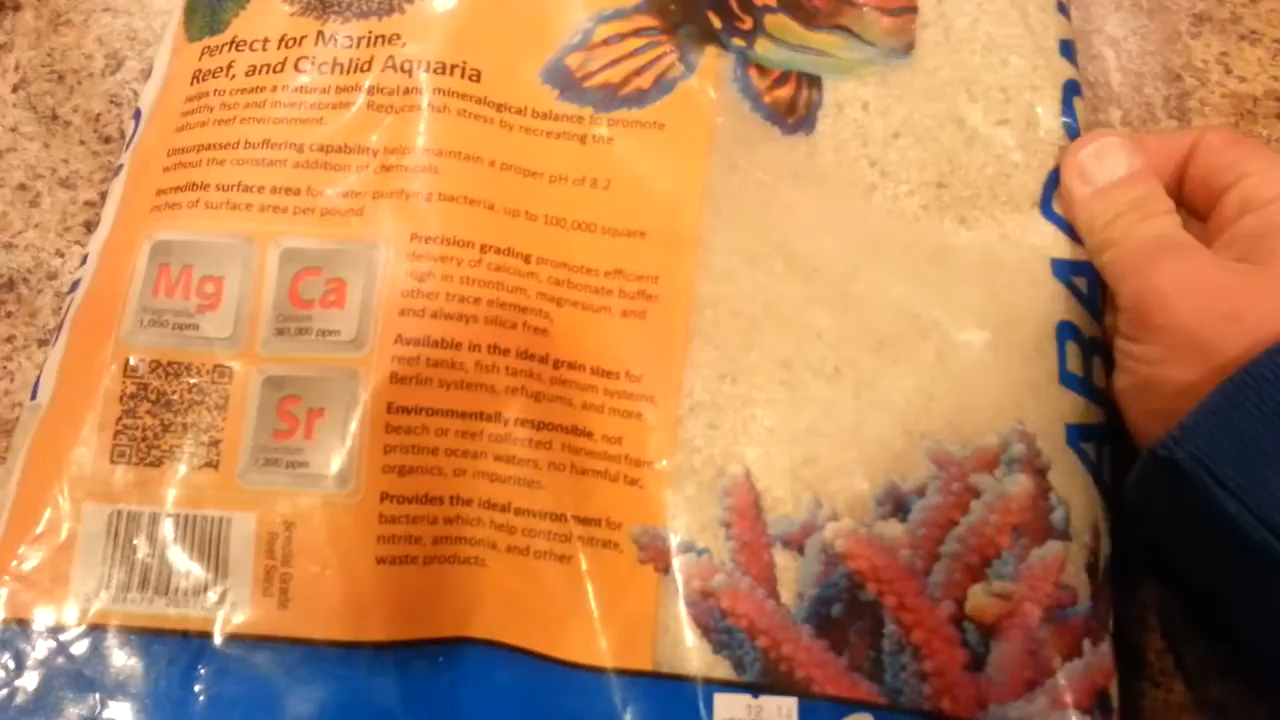 Perfect for Marine,
Reef, and Cichlid Aquaria
Helps to create a natural biological and mineralogical balance to promote
healthy fish and invertebrates. Reduces fish stress by recreating the
natural reef environment.
Unsurpassed buffering capability helps maintain a proper pH of 8.2
without the constant addition of chemicals.
Incredible surface area for water purifying bacteria, up to 100,000 square
inches of surface area per pound.
Precision grading promotes efficient
delivery of calcium, carbonate buffer.
High in strontium, magnesium, and
other trace elements,
and always silica free.
Available in the ideal grain sizes for
reef tanks, fish tanks, plenum systems,
Berlin systems, refugiums, and more.
Environmentally responsible, not
beach or reef collected. Harvested from
pristine ocean waters, no harmful tar,
organics, or impurities.
Provides the ideal environment for
bacteria which help control nitrate,
nitrite, ammonia, and other
waste products.
Mg
Magnesium
1,050 ppm
Ca
Calcium
381,000 ppm
Sr
Strontium
ppm
Special Grade
Reef Sand
ARAG
12 14